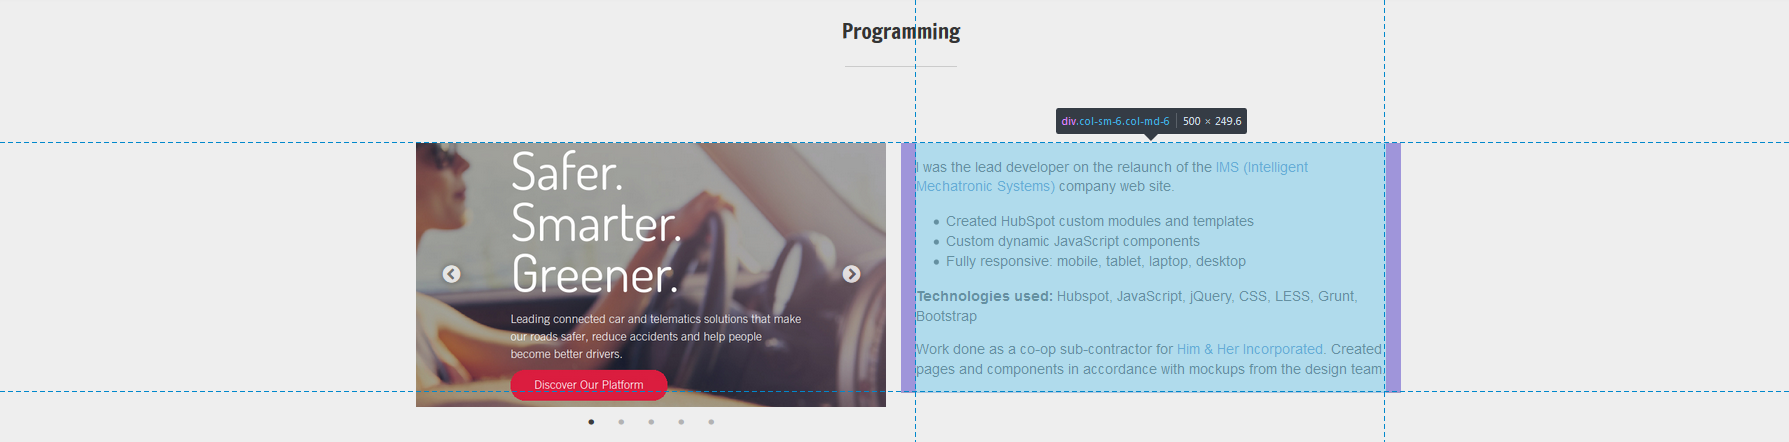 Programming
div.col-sm-6.col-md-6 500 × 249.6
Safer.
Smarter.
Greener.
Leading connected car and telematics solutions that make
our roads safer, reduce accidents and help people
become better drivers.
Discover Our Platform
I was the lead developer on the relaunch of the IMS (Intelligent
Mechatronic Systems) company web site.
Created HubSpot custom modules and templates
Custom dynamic JavaScript components
Fully responsive: mobile, tablet, laptop, desktop
Technologies used: Hubspot, JavaScript, jQuery, CSS, LESS, Grunt,
Bootstrap
Work done as a co-op sub-contractor for Him & Her Incorporated. Created
pages and components in accordance with mockups from the design team.